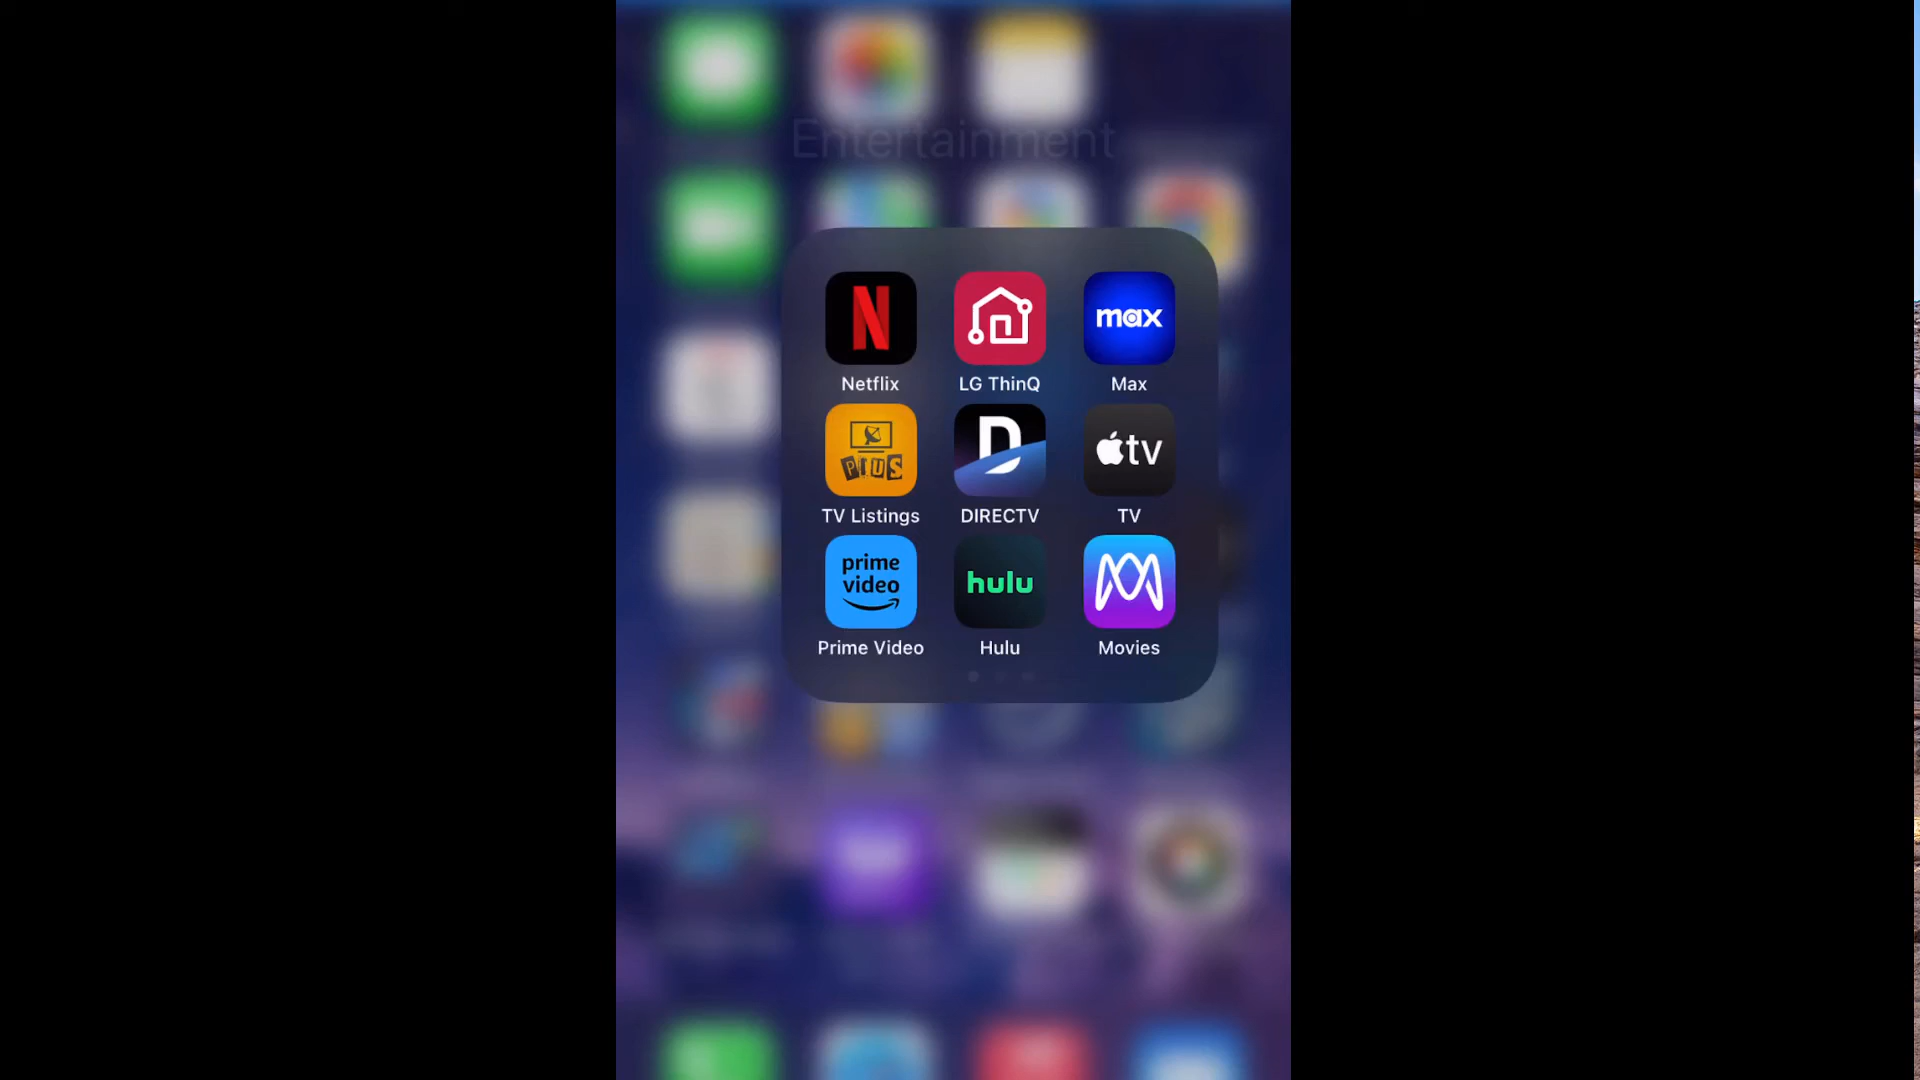 Entertainment
N
max
Netflix
LG ThinQ
Max
PLUS
D
tv
TV Listings
DIRECTV
TV
prime
video
hulu
Prime Video
Hulu
Movies